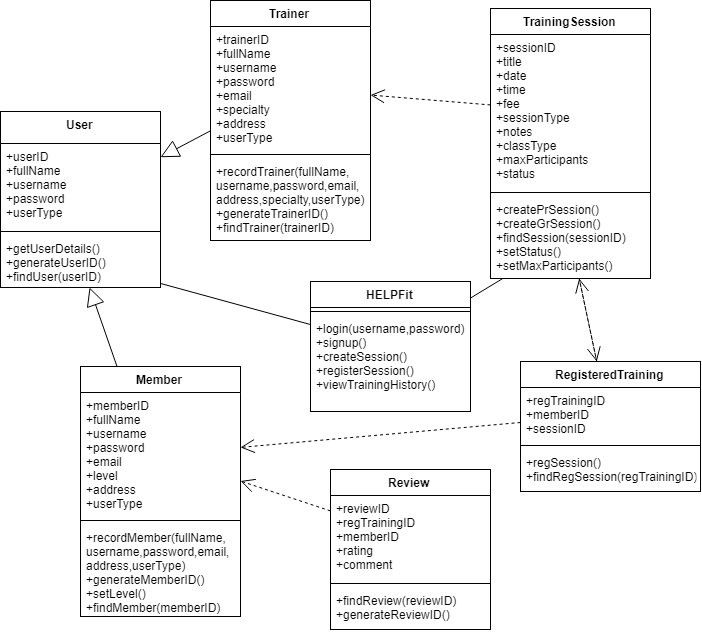 Trainer
+trainerID
+fullName
+username
+password
+email
+specialty
+address
+userType
+recordTrainer(fullName,
username,password,email,
address,specialty,userType)
+generateTrainerID()
+findTrainer(trainerID)
TrainingSession
+sessionID
+title
+date
+time
+fee
+sessionType
+notes
+classType
+maxParticipants
+status
+createPrSession()
+createGrSession()
+findSession(sessionID)
+setStatus()
+setMaxParticipants()
User
+userID
+fullName
+username
+password
+userType
+getUserDetails()
+generateUserID()
+findUser(userID)
HELPFit
+login(username,password)
+signup()
+createSession()
+registerSession()
+viewTrainingHistory()
Member
+memberID
+fullName
+username
+password
+email
+level
+address
+userType
+recordMember(fullName,
username,password,email,
address,userType)
+generateMemberID()
+setLevel()
+findMember(memberID)
RegisteredTraining
+regTrainingID
+memberID
+sessionID
+regSession()
+findRegSession(regTrainingID)
Review
+reviewID
+regTrainingID
+memberID
+rating
+comment
+findReview(reviewID)
+generateReviewID()